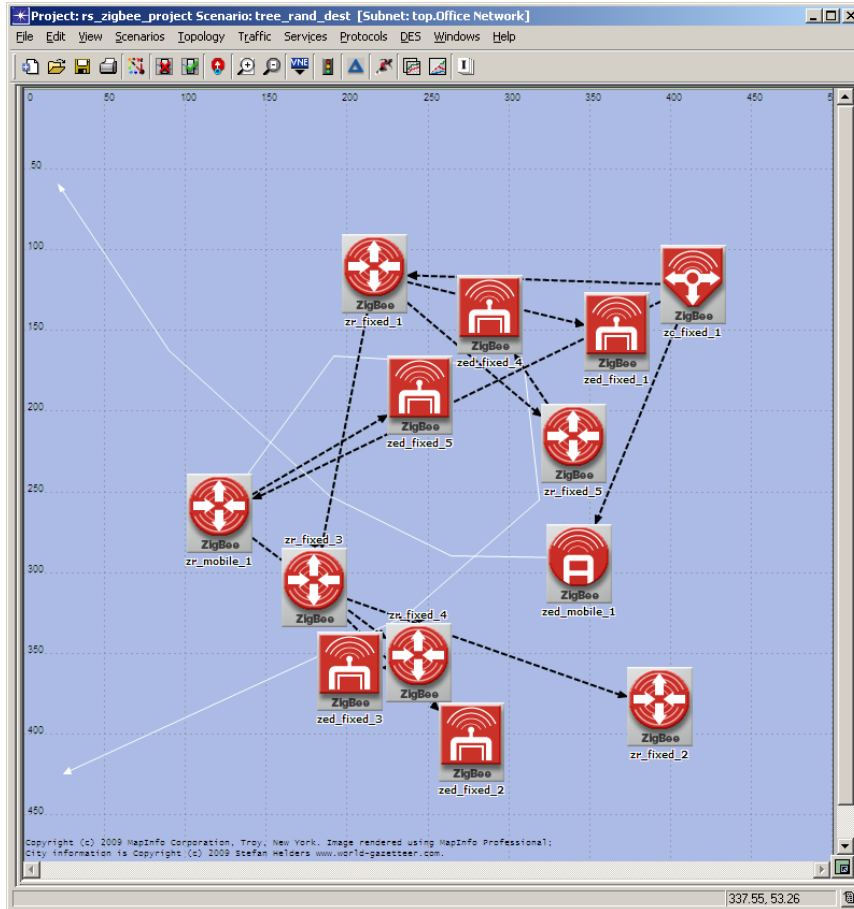 Project: rs_zigbee_project Scenario: tree_rand_dest [Subnet: top.Office Network]
File Edit View Scenarios Topology Traffic Services Protocols DES Windows Help
VNE
0 50 100 150 200 250 300 350 400 450 5
50
100
150
200
250
300
350
400
450
ZigBee
zr_fixed_1
ZigBee
zed_fixed_4
ZigBee
zed_fixed_1
ZigBee
zc_fixed_1
ZigBee
zed_fixed_5
ZigBee
zr_fixed_5
ZigBee
zr_mobile_1
zr_fixed_3
ZigBee
ZigBee
zed_mobile_1
zr_fixed_4
ZigBee
ZigBee
zed_fixed_3
ZigBee
zed_fixed_2
ZigBee
zr_fixed_2
Copyright (c) 2009 MapInfo Corporation, Troy, New York. Image rendered using MapInfo Professional;
City information is Copyright (c) 2009 Stefan Helders www.world-gazetteer.com.
337.55, 53.26